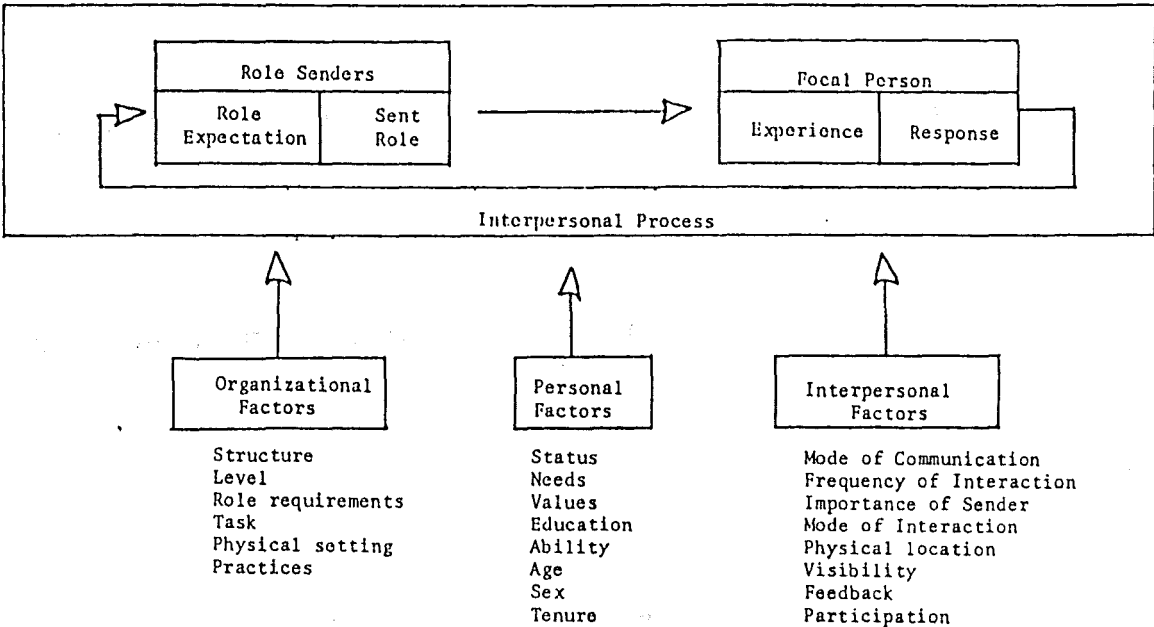 Role Senders
Role Expectation
Sent Role
Focal Person
Experience
Response
Interpersonal Process
Organizational
Factors
Structure
Level
Role requirements
Task
Physical setting
Practices
Personal
Factors
Status
Needs
Values
Education
Ability
Age
Sex
Tenure
Interpersonal
Factors
Mode of Communication
Frequency of Interaction
Importance of Sender
Mode of Interaction
Physical location
Visibility
Feedback
Participation